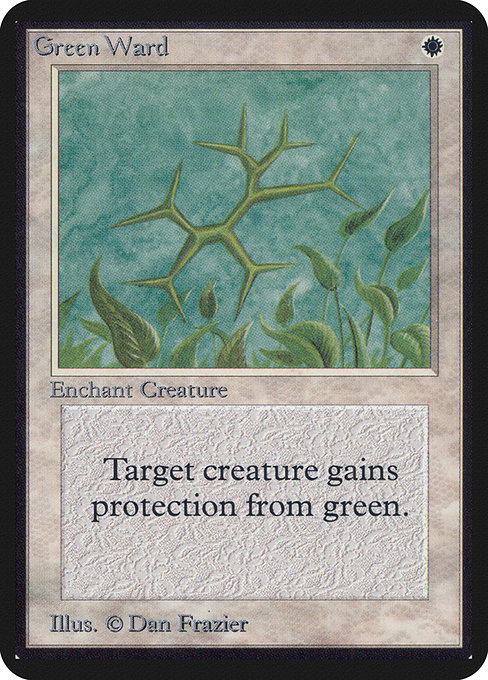 Green Ward
Enchant Creature
Target creature gains
protection from green.
Illus. © Dan Frazier